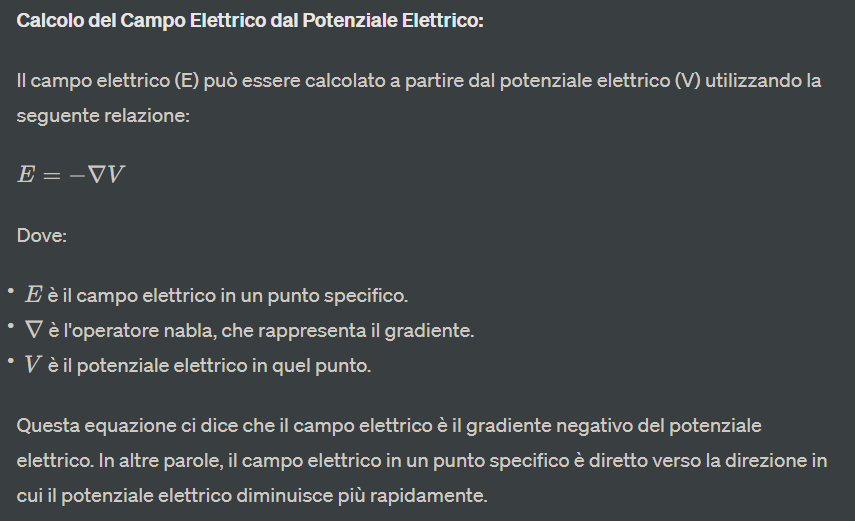 Calcolo del Campo Elettrico dal Potenziale Elettrico:
Il campo elettrico (E) può essere calcolato a partire dal potenziale elettrico (V) utilizzando la
seguente relazione:
E = −∇V
Dove:
• E è il campo elettrico in un punto specifico.
• ∇ è l'operatore nabla, che rappresenta il gradiente.
• V è il potenziale elettrico in quel punto.
Questa equazione ci dice che il campo elettrico è il gradiente negativo del potenziale
elettrico. In altre parole, il campo elettrico in un punto specifico è diretto verso la direzione in
cui il potenziale elettrico diminuisce più rapidamente.